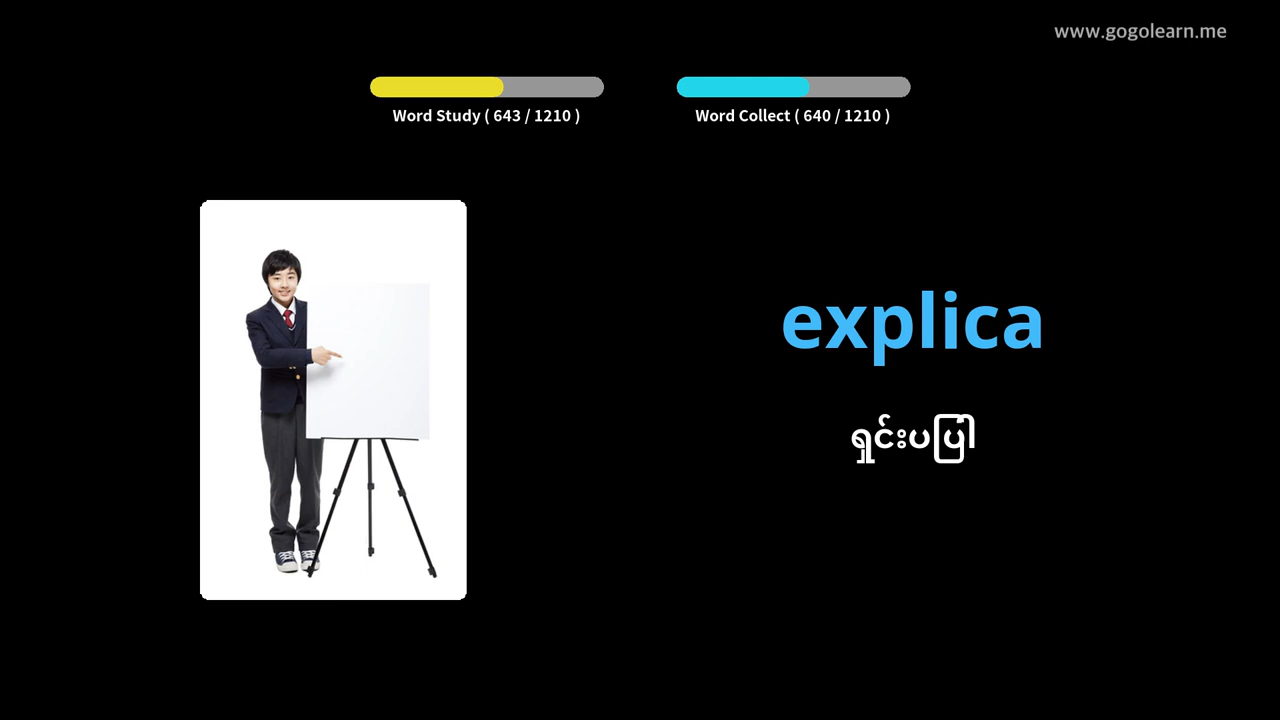 www.gogolearn.me
Word Study ( 643 / 1210 )
Word Collect ( 640 / 1210 )
explica
ရှင်းပပြါ